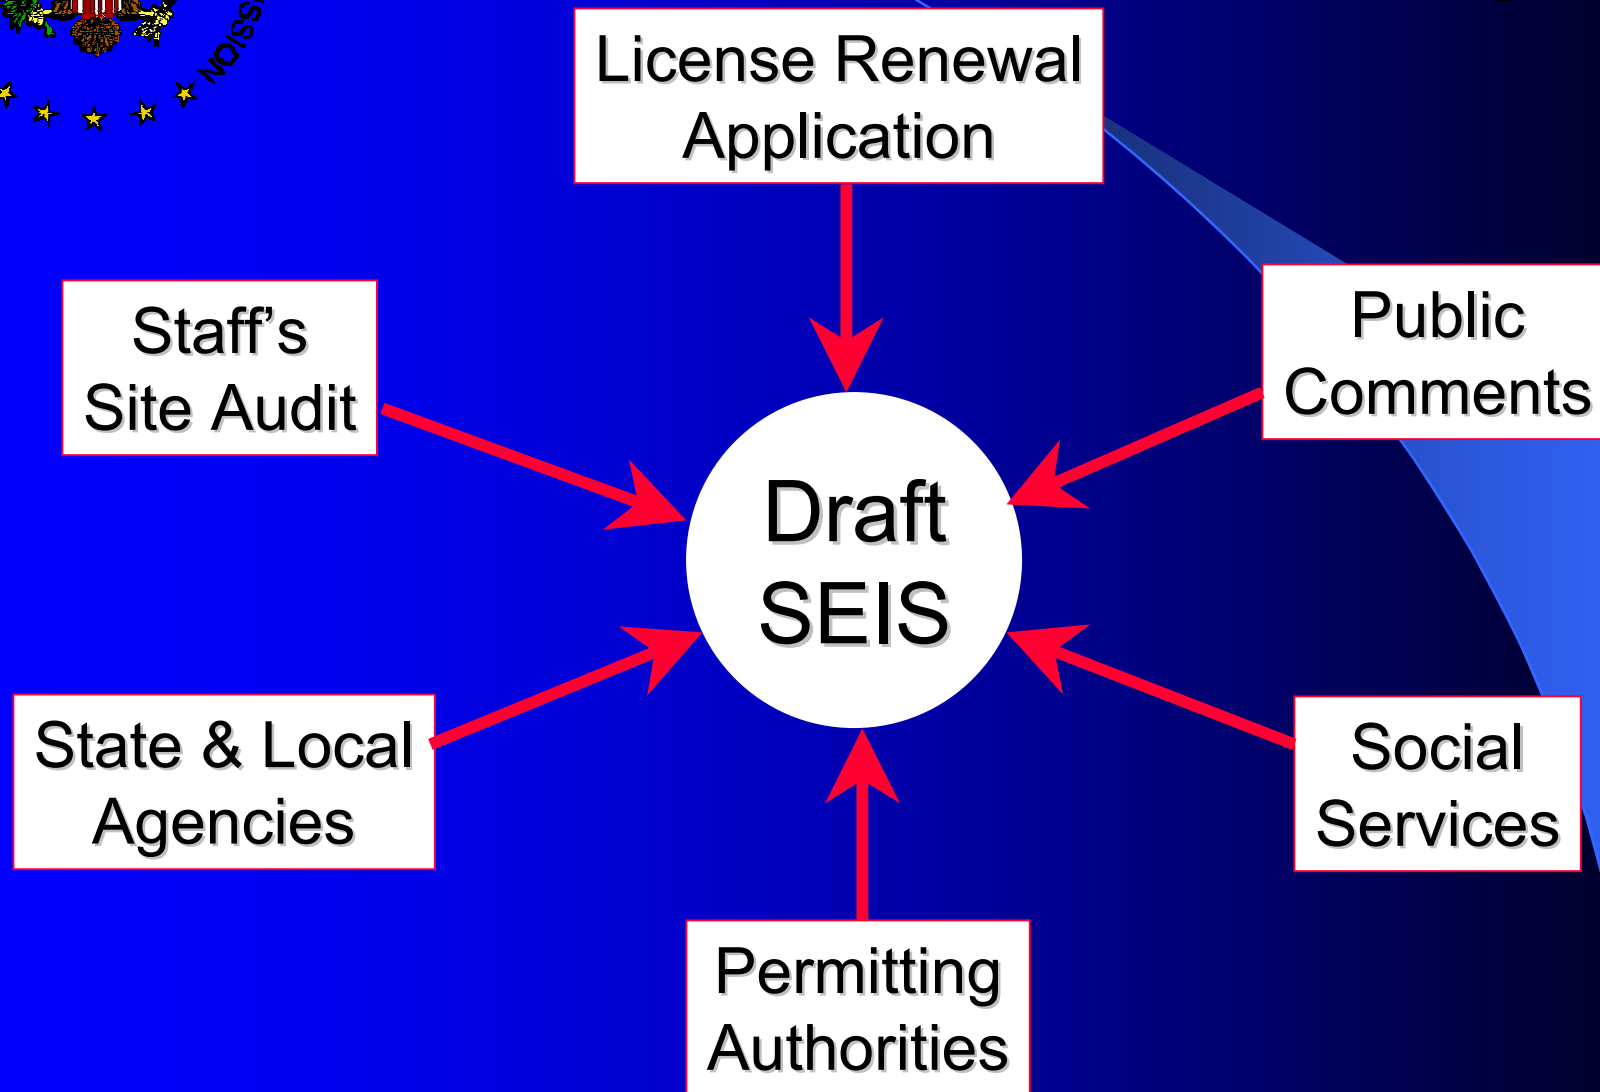 License Renewal
Application
Staff’s
Site Audit
Public
Comments
Draft
SEIS
State & Local
Agencies
Social
Services
Permitting
Authorities